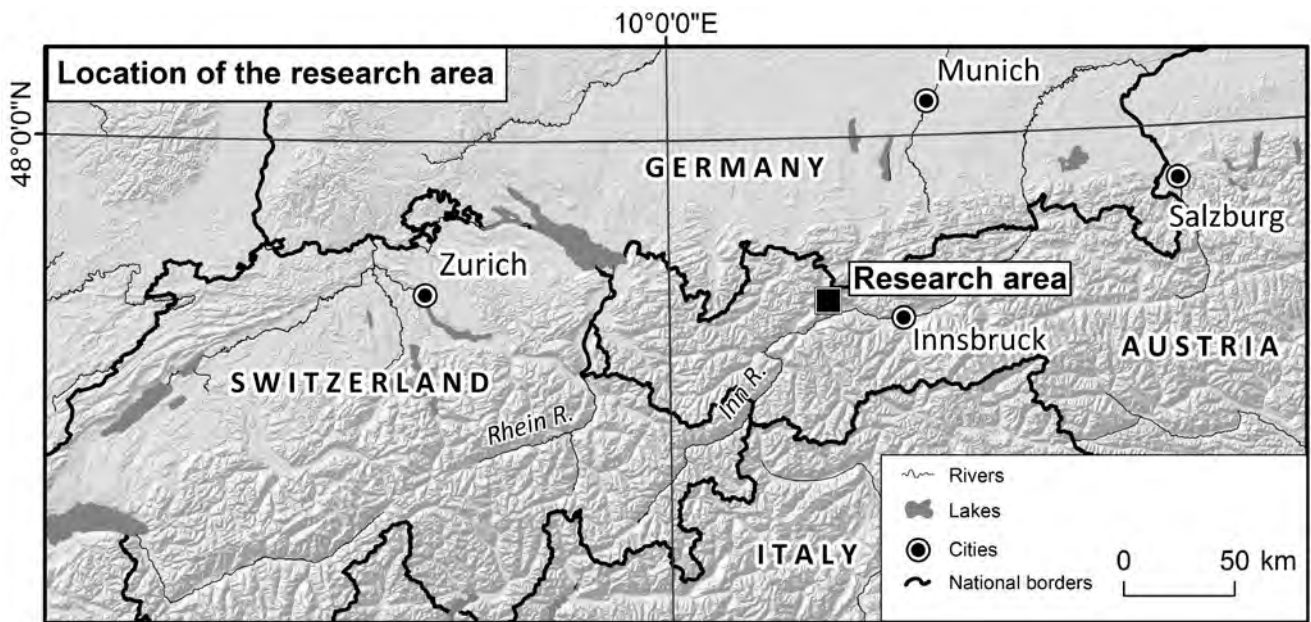 10°0'0"E
Location of the research area
48°0'0"N
Munich
GERMANY
Salzburg
Zurich
Research area
Innsbruck
AUSTRIA
SWITZERLAND
Inn R.
Rhein R.
ITALY
Rivers
Lakes
Cities
National borders
0 50 km